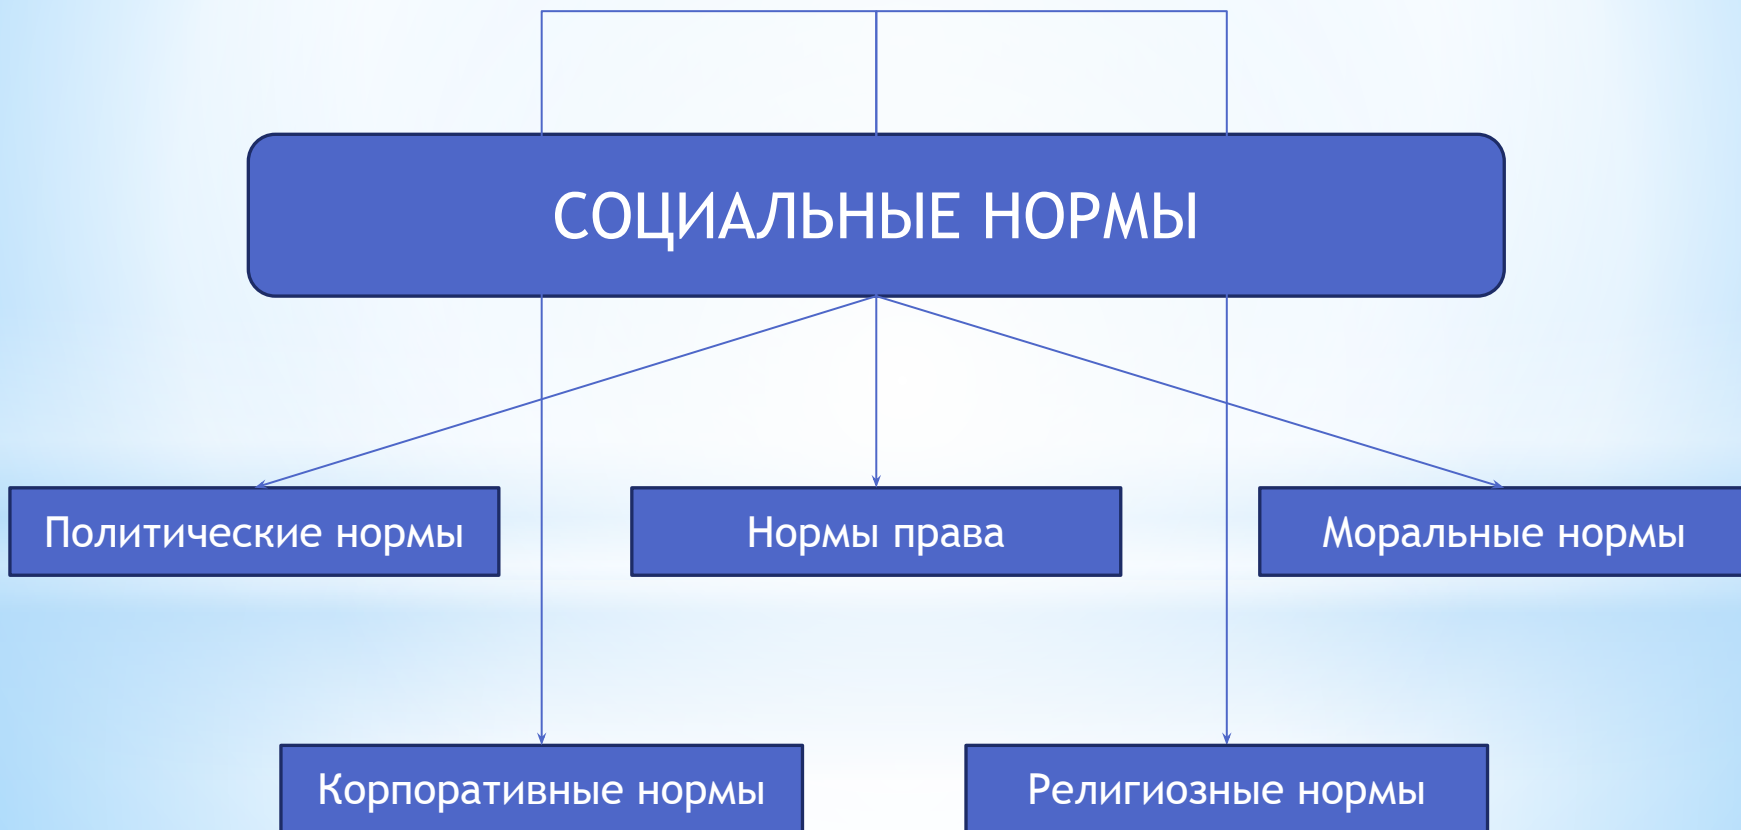 СОЦИАЛЬНЫЕ НОРМЫ
Политические нормы
Нормы права
Моральные нормы
Корпоративные нормы
Религиозные нормы